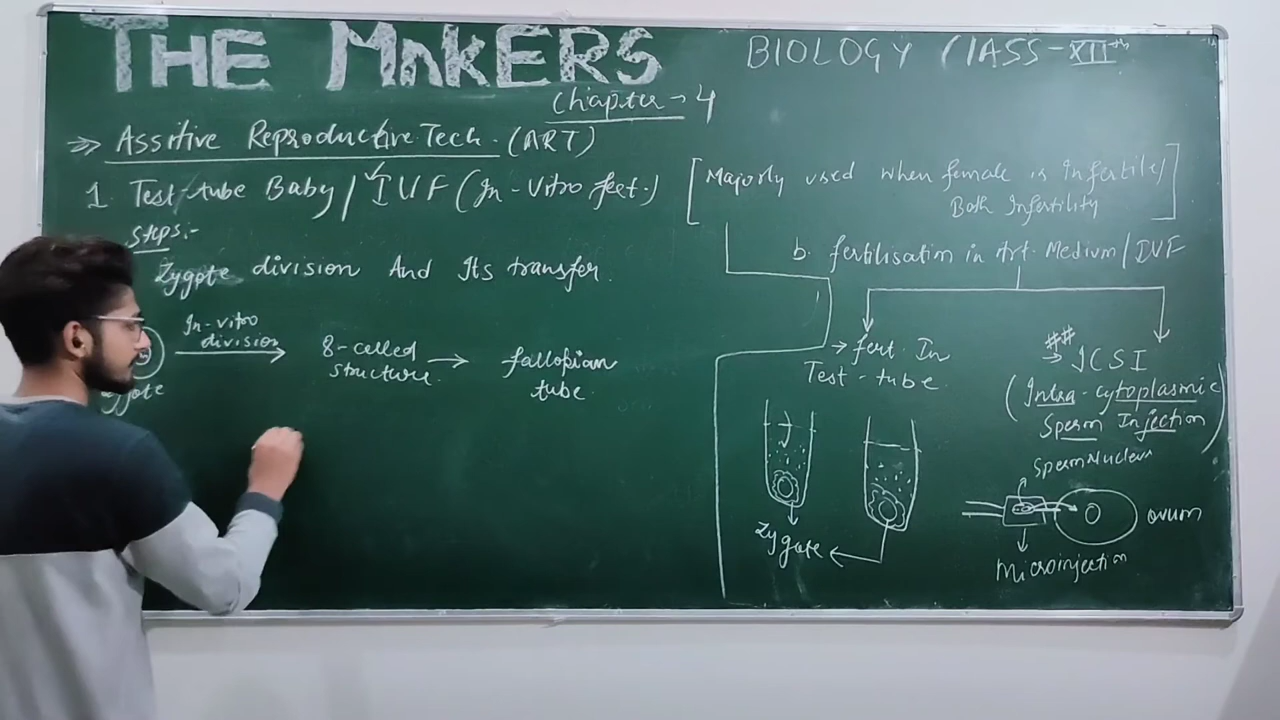 THE MAKERS
BIOLOGY CLASS-XIIth
Chapter → 4
>> Assitive Reproductive Tech. (ART)
1. Test-tube Baby / IVF (In-Vitro fert.)
[Majorly used when female is Infertile/
Both Infertility]
Steps:-
Zygote division And Its transfer.
In-vitro
division
8-celled
structure.
fallopian
tube.
b. fertilisation in Art. Medium/IVF
→ fert. In
Test-tube.
Zygote
## → ICSI
(Intra-cytoplasmic
Sperm Injection)
Sperm Nucleus
ovum
Microinjection